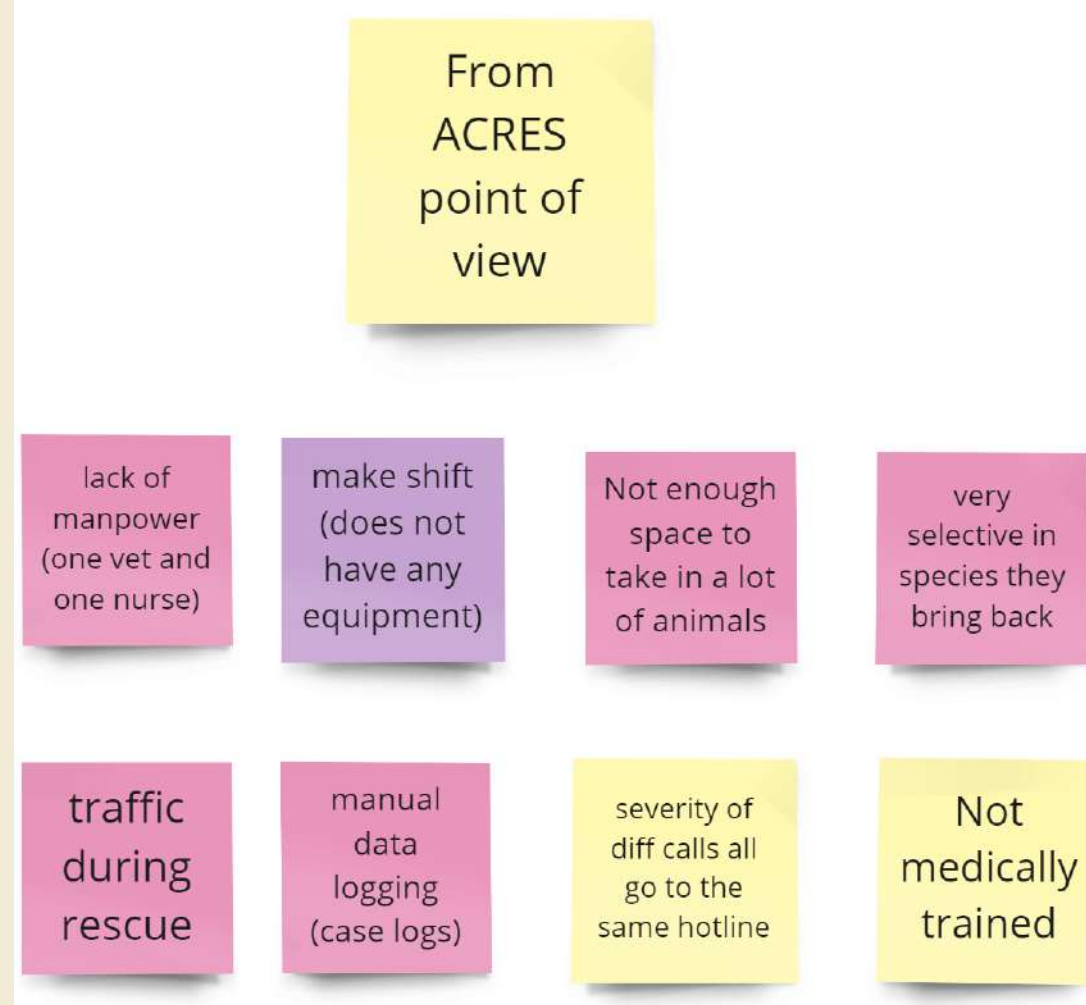 From
ACRES
point of
view
lack of
manpower
(one vet and
one nurse)
make shift
(does not
have any
equipment)
Not enough
space to
take in a lot
of animals
very
selective in
species they
bring back
traffic
during
rescue
manual
data
logging
(case logs)
severity of
diff calls all
go to the
same hotline
Not
medically
trained